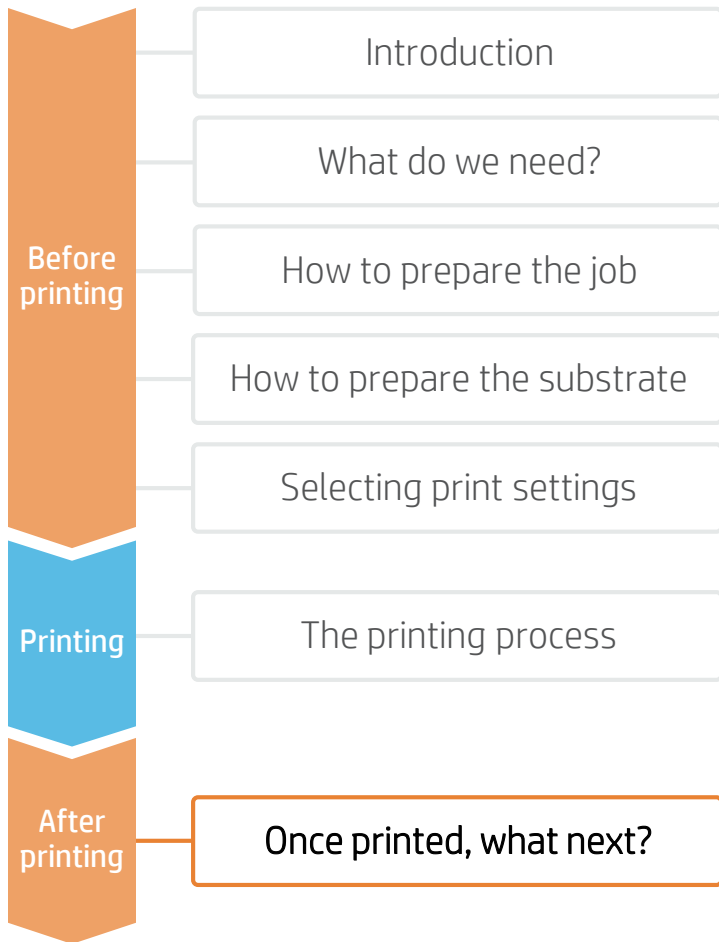 Introduction
What do we need?
Before
printing
How to prepare the job
How to prepare the substrate
Selecting print settings
Printing
The printing process
After
printing
Once printed, what next?